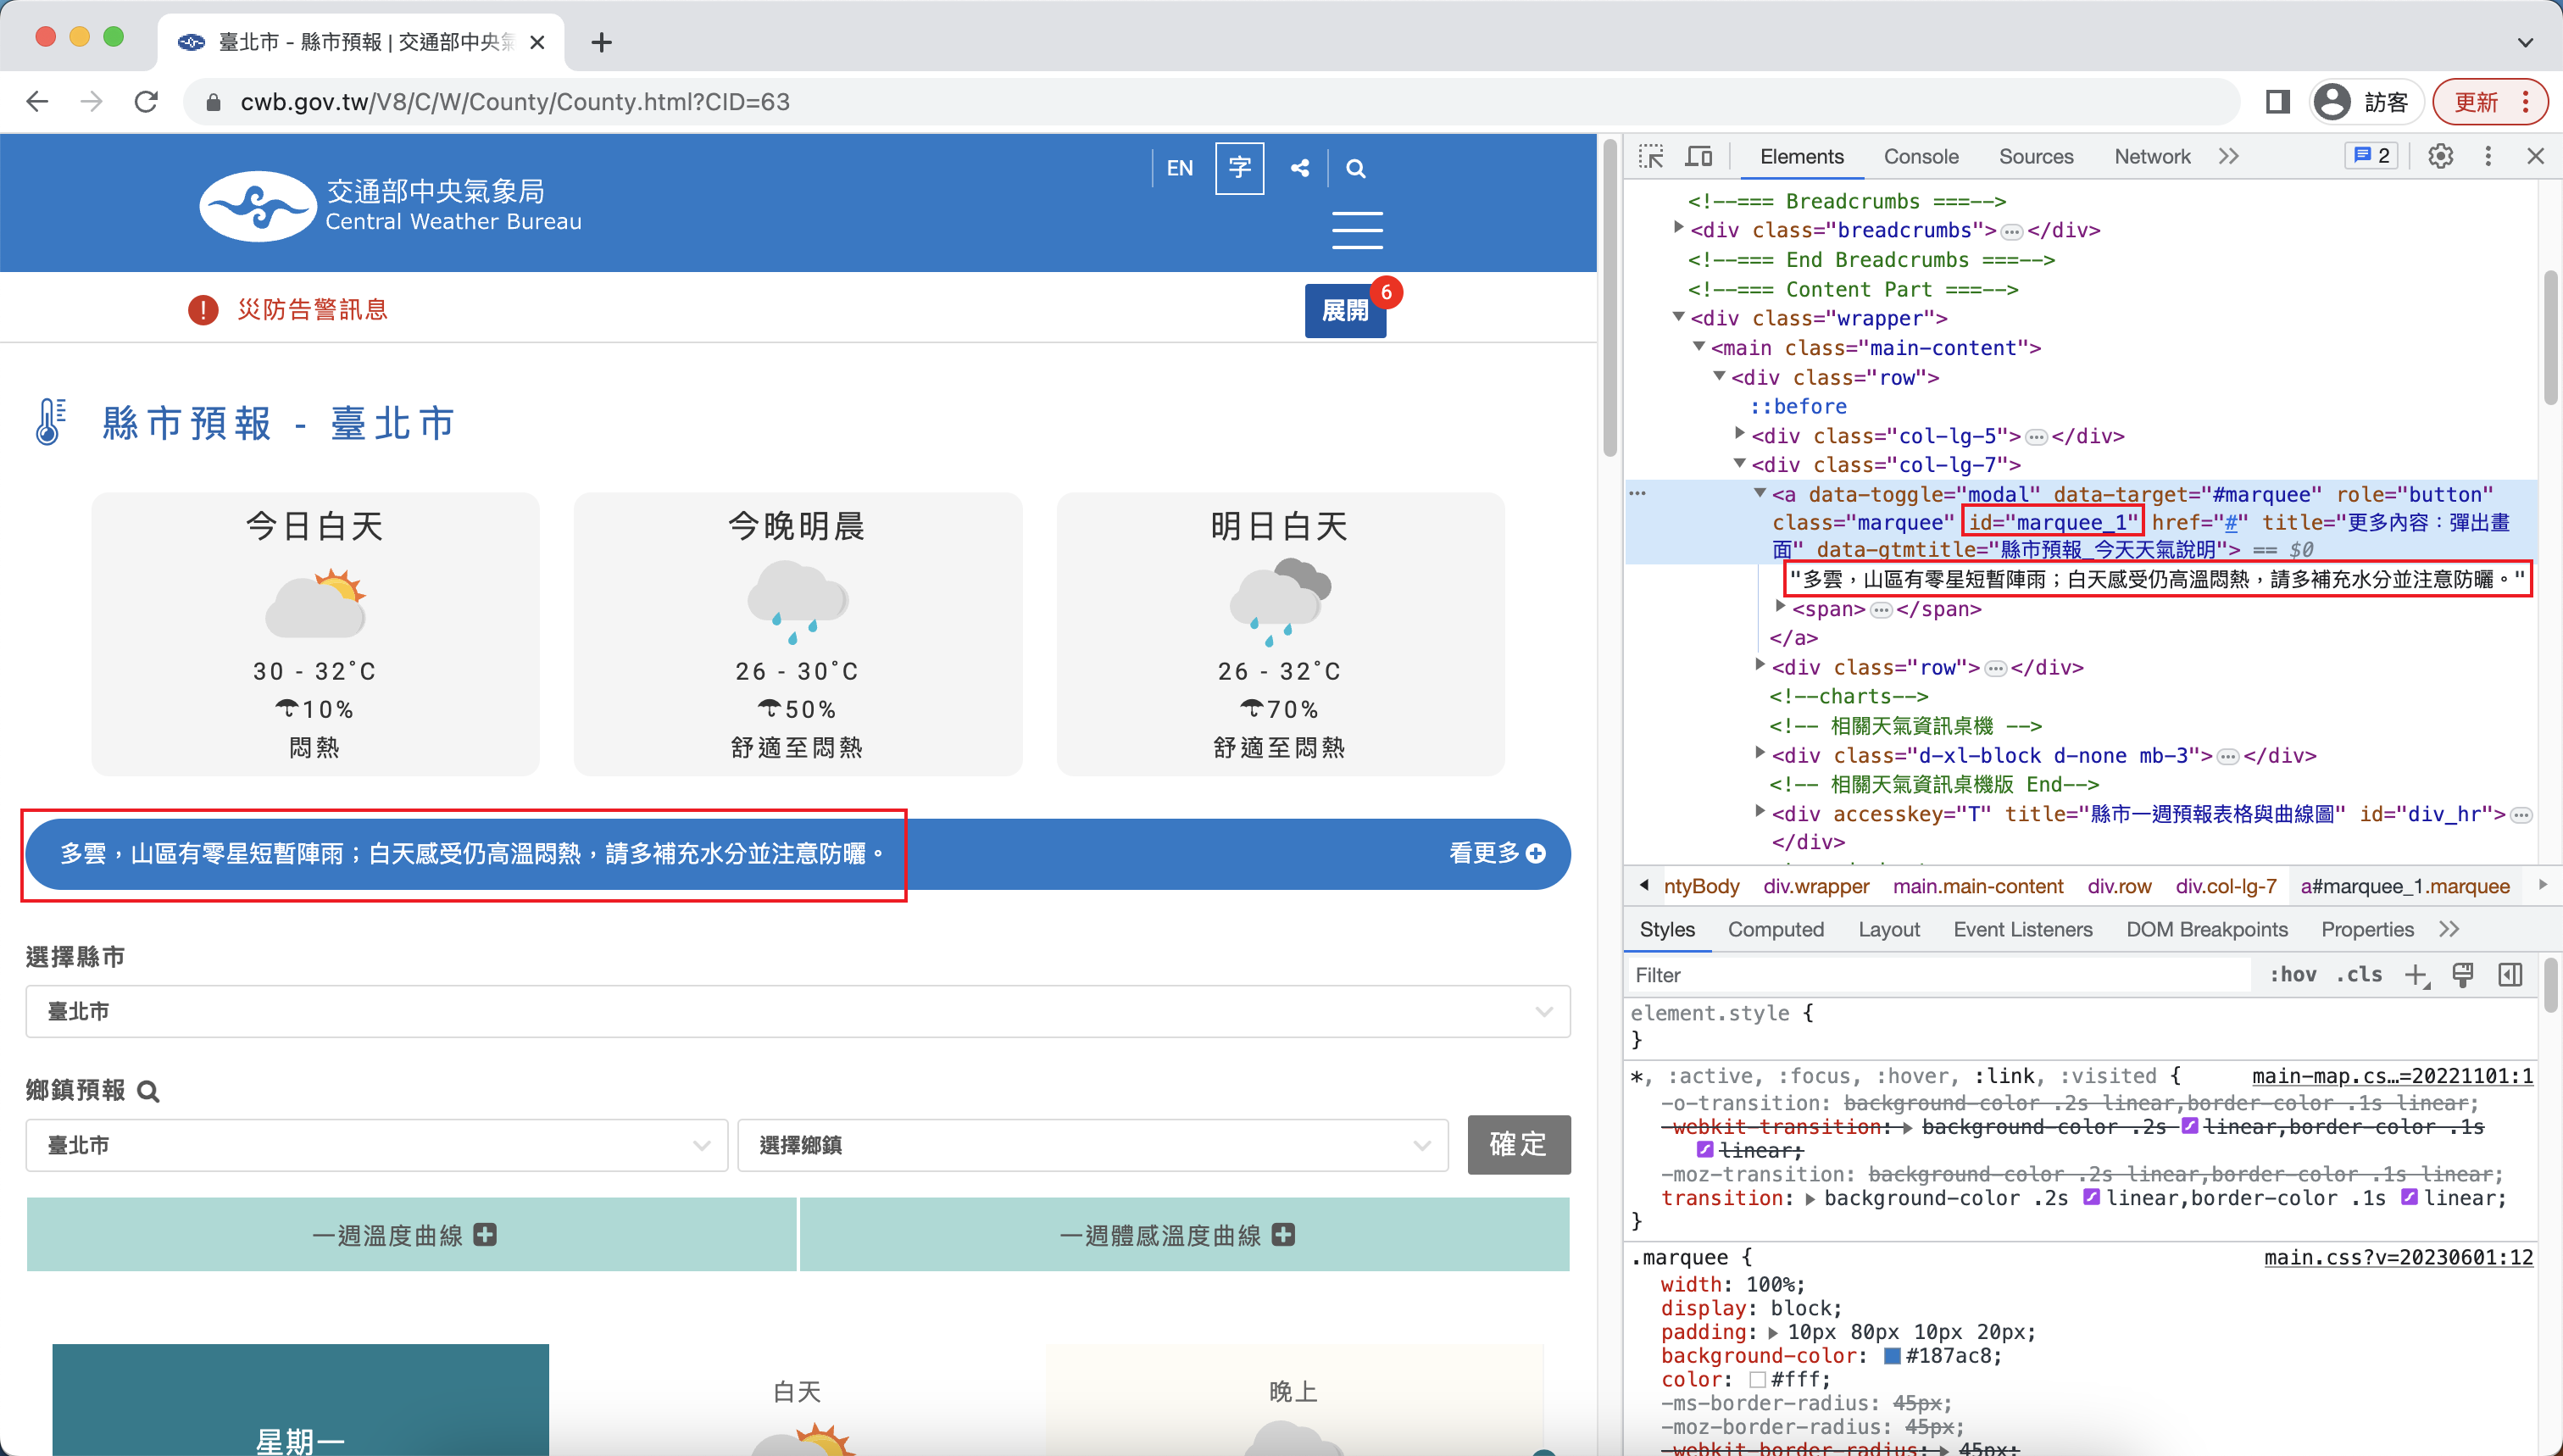 臺北市 - 縣市預報 | 交通部中央氣
cwb.gov.tw/V8/C/W/County/County.html?CID=63
訪客
更新
交通部中央氣象局
Central Weather Bureau
EN
字
災防告警訊息
展開
6
縣市預報 - 臺北市
今日白天
30 - 32˚C
10%
悶熱
今晚明晨
26 - 30˚C
50%
舒適至悶熱
明日白天
26 - 32˚C
70%
舒適至悶熱
多雲，山區有零星短暫陣雨；白天感受仍高溫悶熱，請多補充水分並注意防曬。
看更多
選擇縣市
臺北市
鄉鎮預報
臺北市
選擇鄉鎮
確定
一週溫度曲線
一週體感溫度曲線
星期一
白天
晚上
Elements Console Sources Network
2
<!--=== Breadcrumbs ===-->
<div class="breadcrumbs">…</div>
<!--=== End Breadcrumbs ===-->
<!--=== Content Part ===-->
<div class="wrapper">
<main class="main-content">
<div class="row">
::before
<div class="col-lg-5">…</div>
<div class="col-lg-7">
<a data-toggle="modal" data-target="#marquee" role="button"
class="marquee" id="marquee_1" href="#" title="更多內容：彈出畫
面" data-gtmtitle="縣市預報_今天天氣說明"> == $0
"多雲，山區有零星短暫陣雨；白天感受仍高溫悶熱，請多補充水分並注意防曬。"
<span>…</span>
</a>
<div class="row">…</div>
<!--charts-->
<!-- 相關天氣資訊桌機 -->
<div class="d-xl-block d-none mb-3">…</div>
<!-- 相關天氣資訊桌機版 End-->
<div accesskey="T" title="縣市一週預報表格與曲線圖" id="div_hr">…
</div>
ntyBody div.wrapper main.main-content div.row div.col-lg-7 a#marquee_1.marquee
Styles Computed Layout Event Listeners DOM Breakpoints Properties
Filter
:hov .cls
element.style {
}
*, :active, :focus, :hover, :link, :visited {
main-map.cs…=20221101:1
-o-transition: background-color .2s linear,border-color .1s linear;
-webkit-transition: background-color .2s linear,border-color .1s
linear;
-moz-transition: background-color .2s linear,border-color .1s linear;
transition: background-color .2s linear,border-color .1s linear;
}
.marquee {
main.css?v=20230601:12
width: 100%;
display: block;
padding: 10px 80px 10px 20px;
background-color: #187ac8;
color: #fff;
-ms-border-radius: 45px;
-moz-border-radius: 45px;
-webkit-border-radius: 45px;